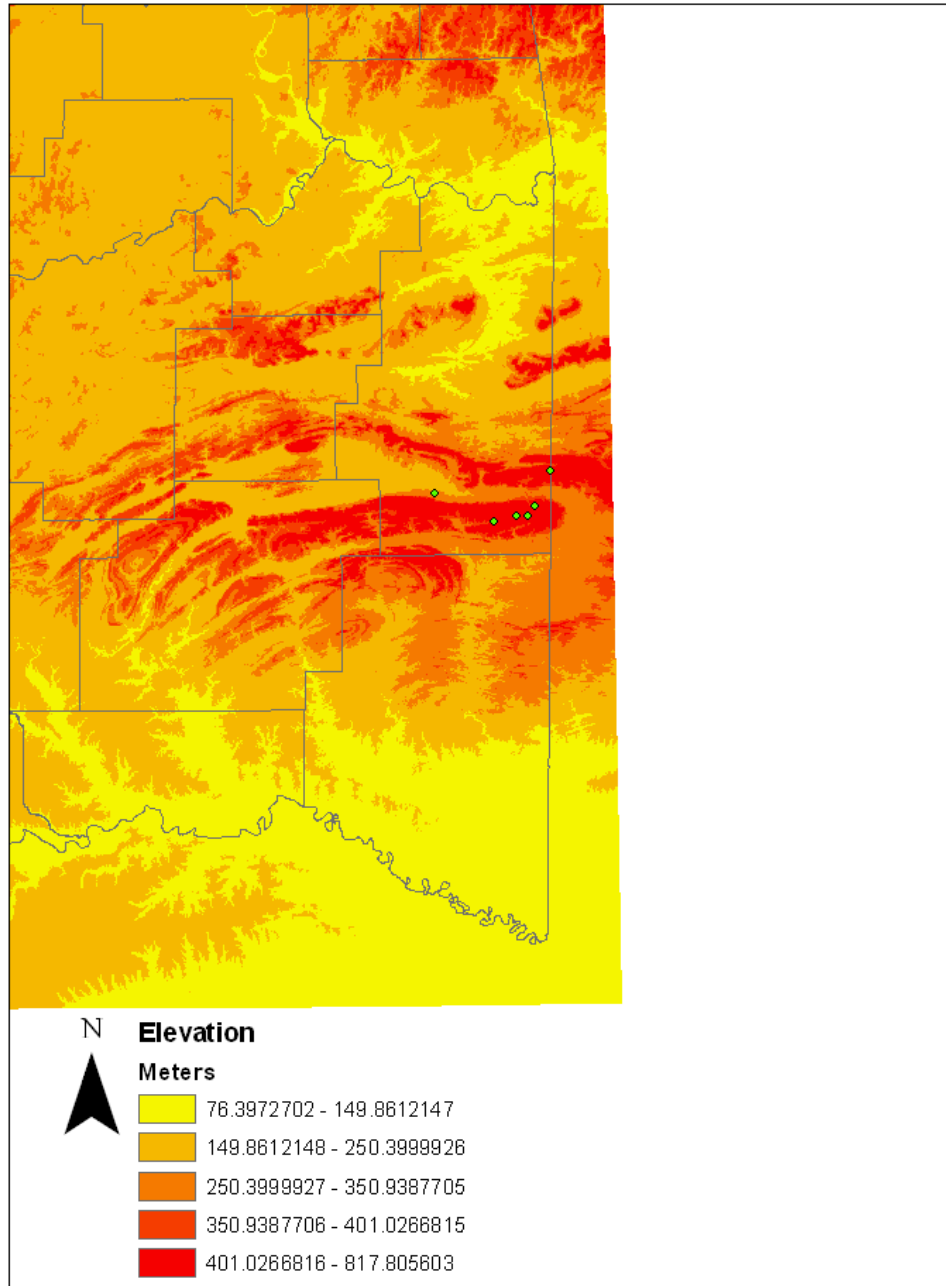 N
Elevation
Meters
76.3972702 - 149.8612147
149.8612148 - 250.3999926
250.3999927 - 350.9387705
350.9387706 - 401.0266815
401.0266816 - 817.805603